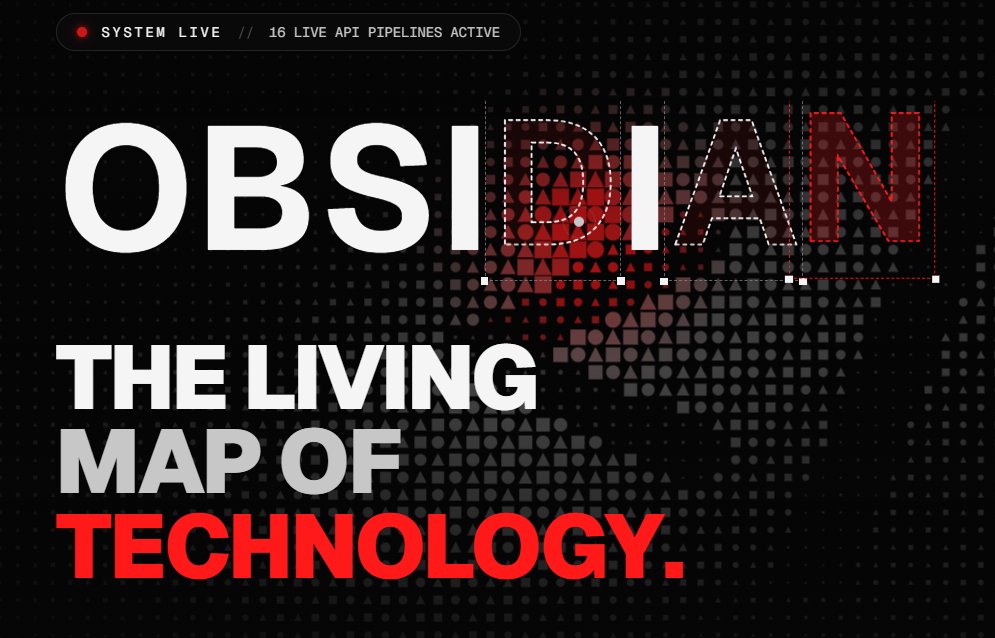 SYSTEM LIVE // 16 LIVE API PIPELINES ACTIVE
OBSIDIAN
THE LIVING
MAP OF
TECHNOLOGY.